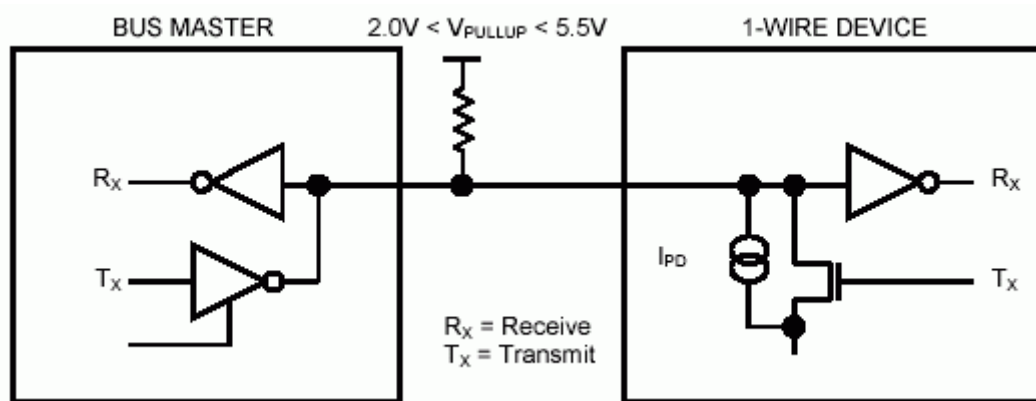 BUS MASTER
2.0V < VPULLUP < 5.5V
1-WIRE DEVICE
RX
RX
TX
IPD
TX
RX = Receive
TX = Transmit